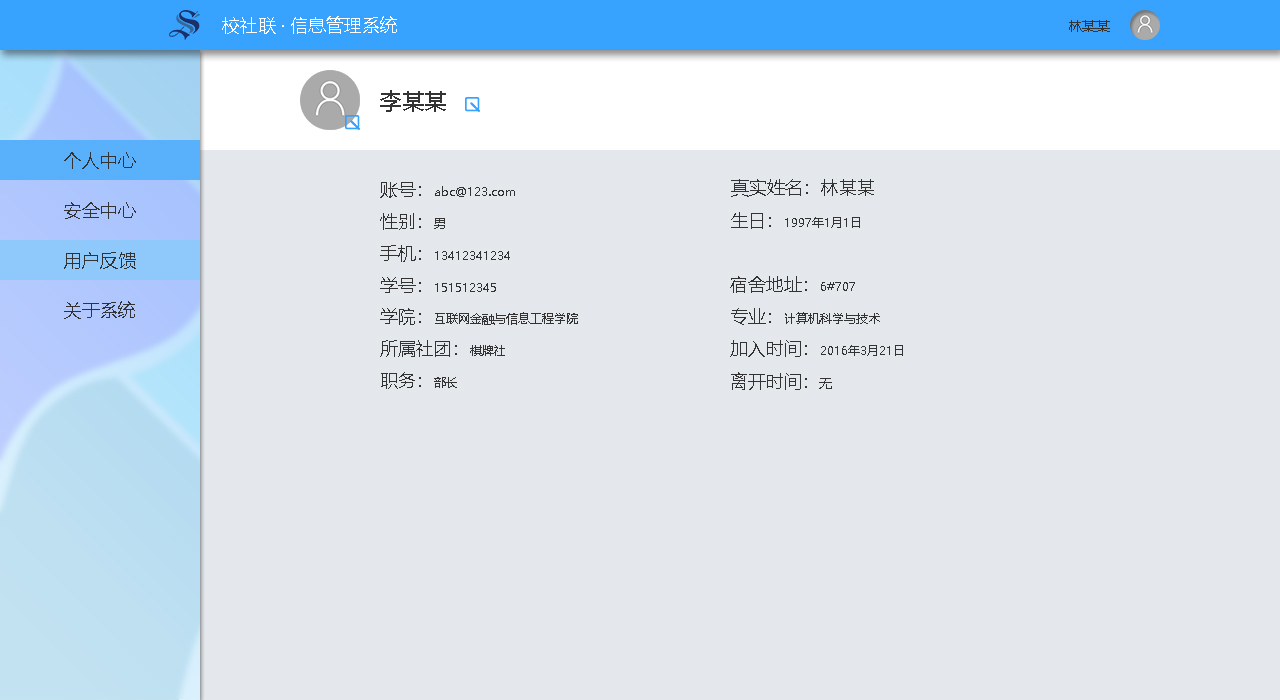 校社联 · 信息管理系统
林某某
个人中心
安全中心
用户反馈
关于系统
李某某
账号：abc@123.com
真实姓名：林某某
性别：男
生日：1997年1月1日
手机：13412341234
学号：151512345
宿舍地址：6#707
学院：互联网金融与信息工程学院
专业：计算机科学与技术
所属社团：棋牌社
加入时间：2016年3月21日
职务：部长
离开时间：无